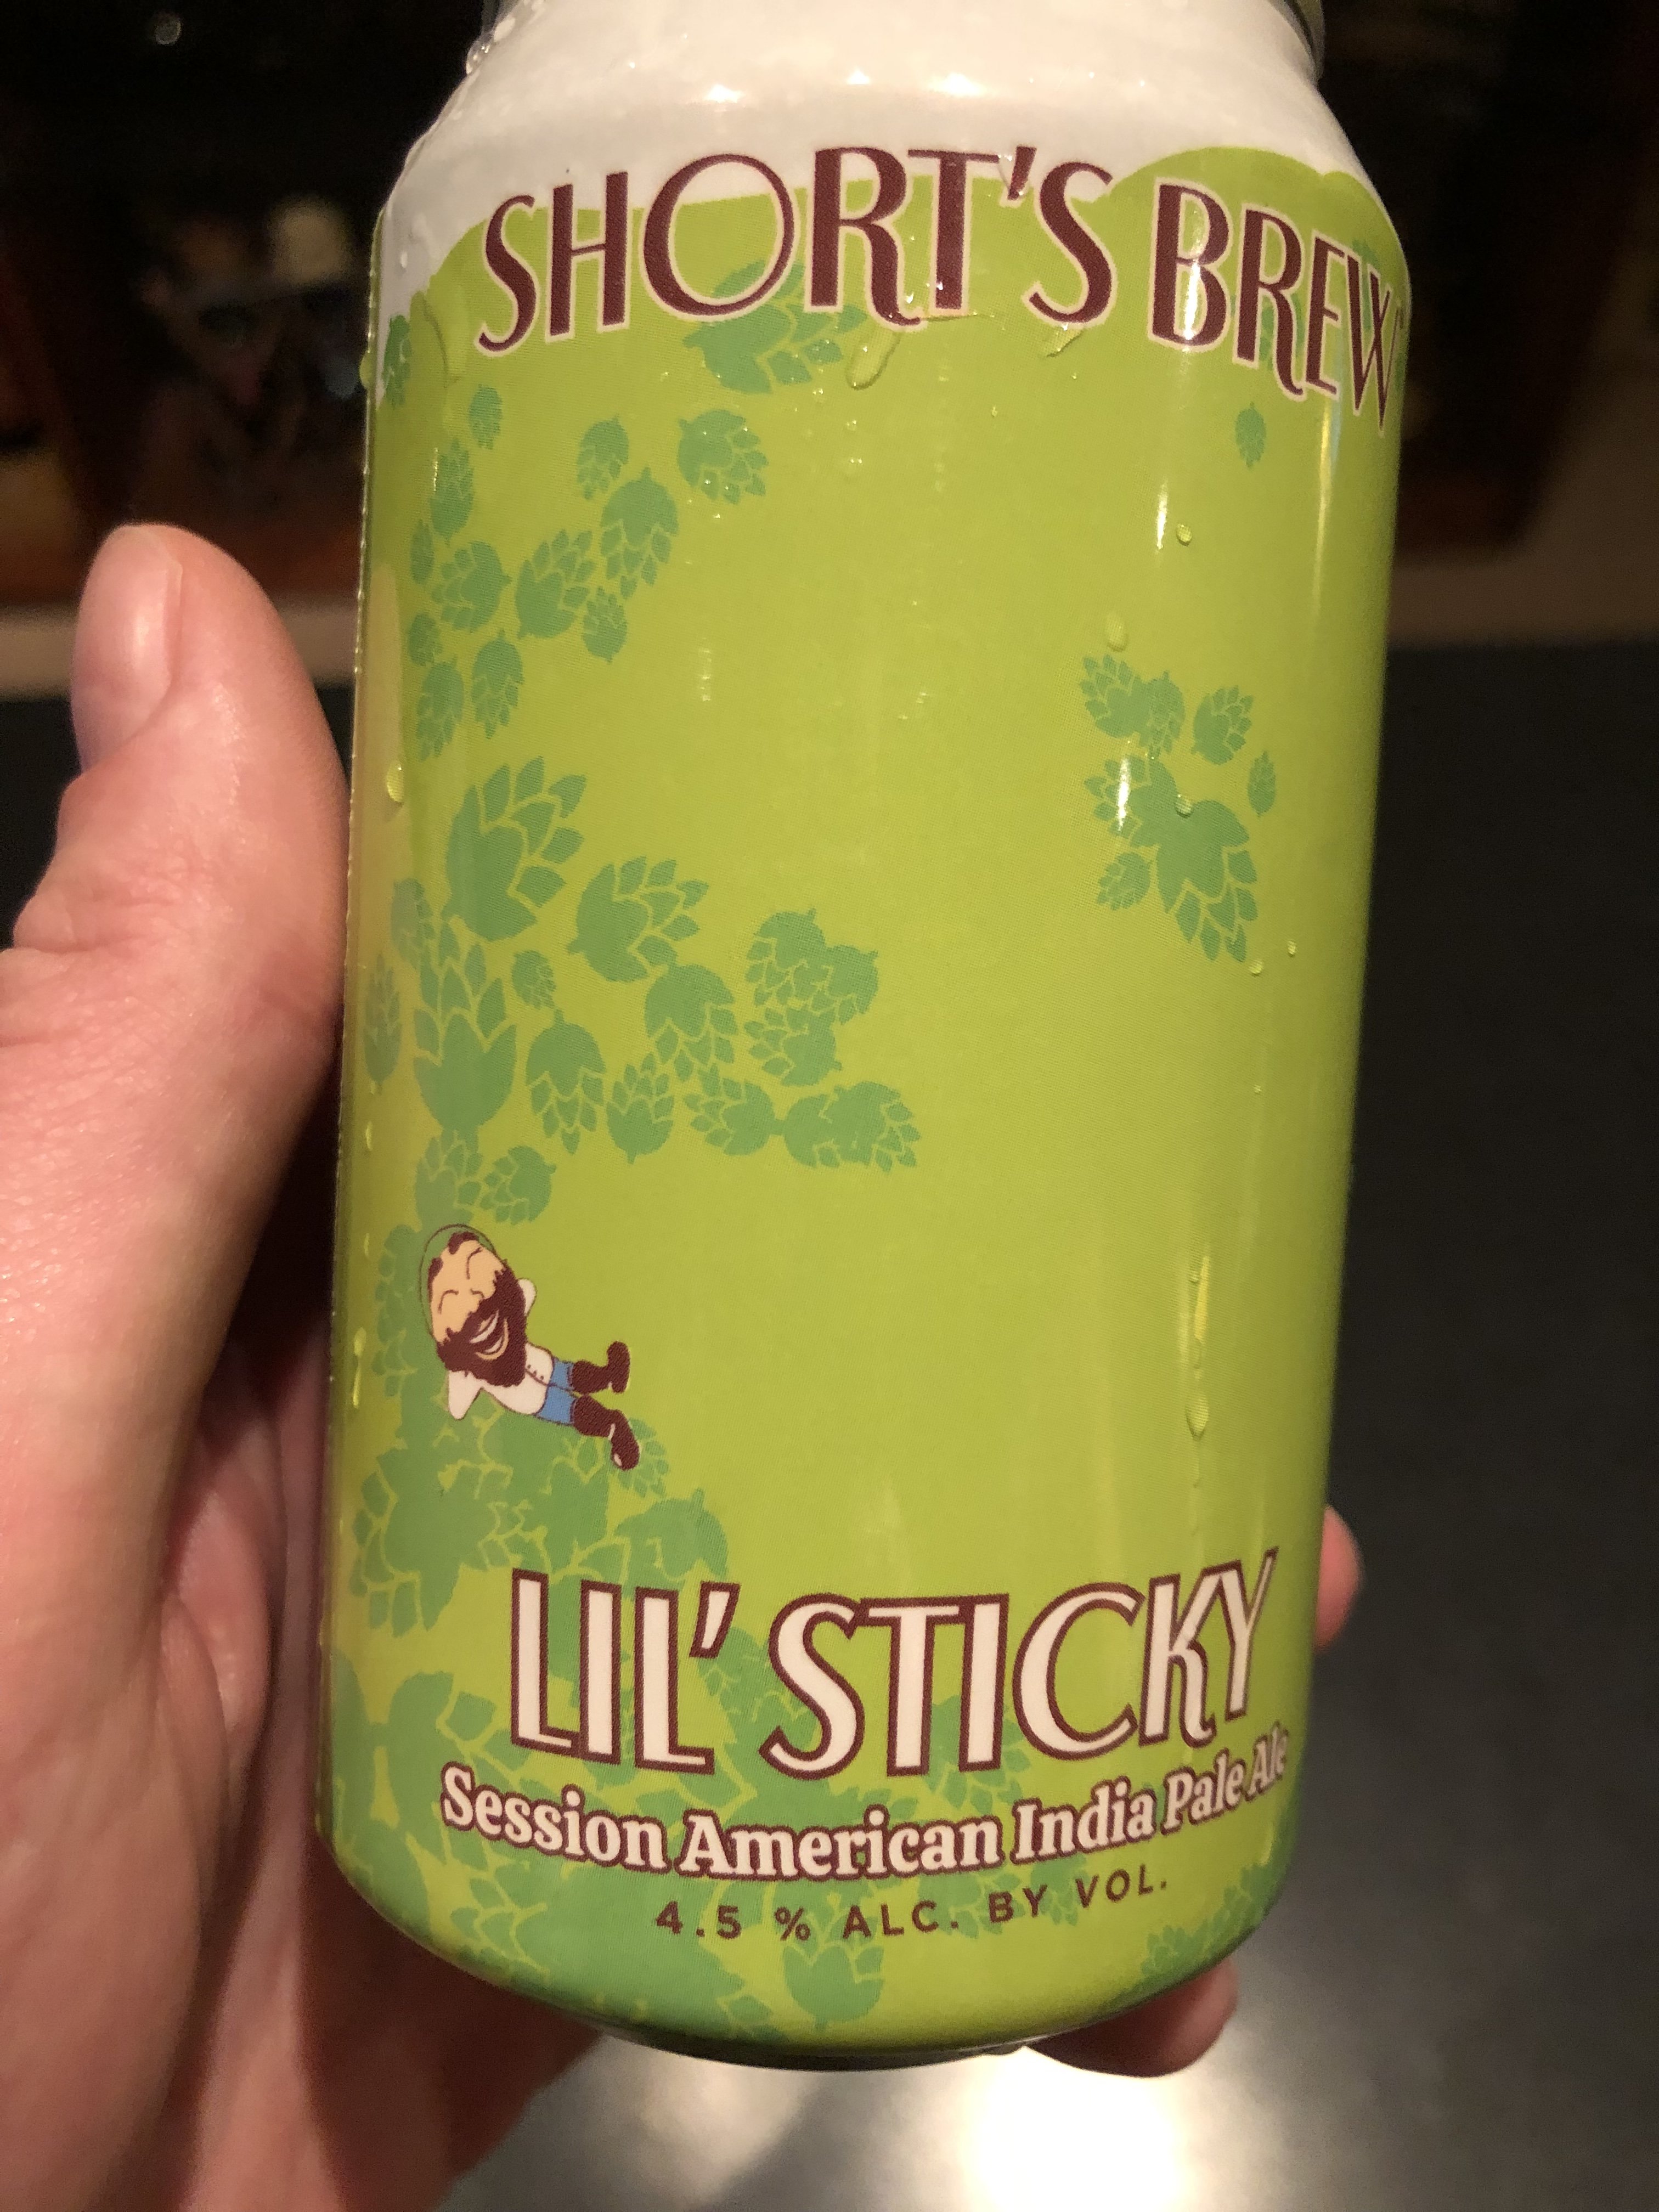 SHORT'S BREW
LIL' STICKY
Session American India Pale Ale
4.5 % ALC. BY VOL.